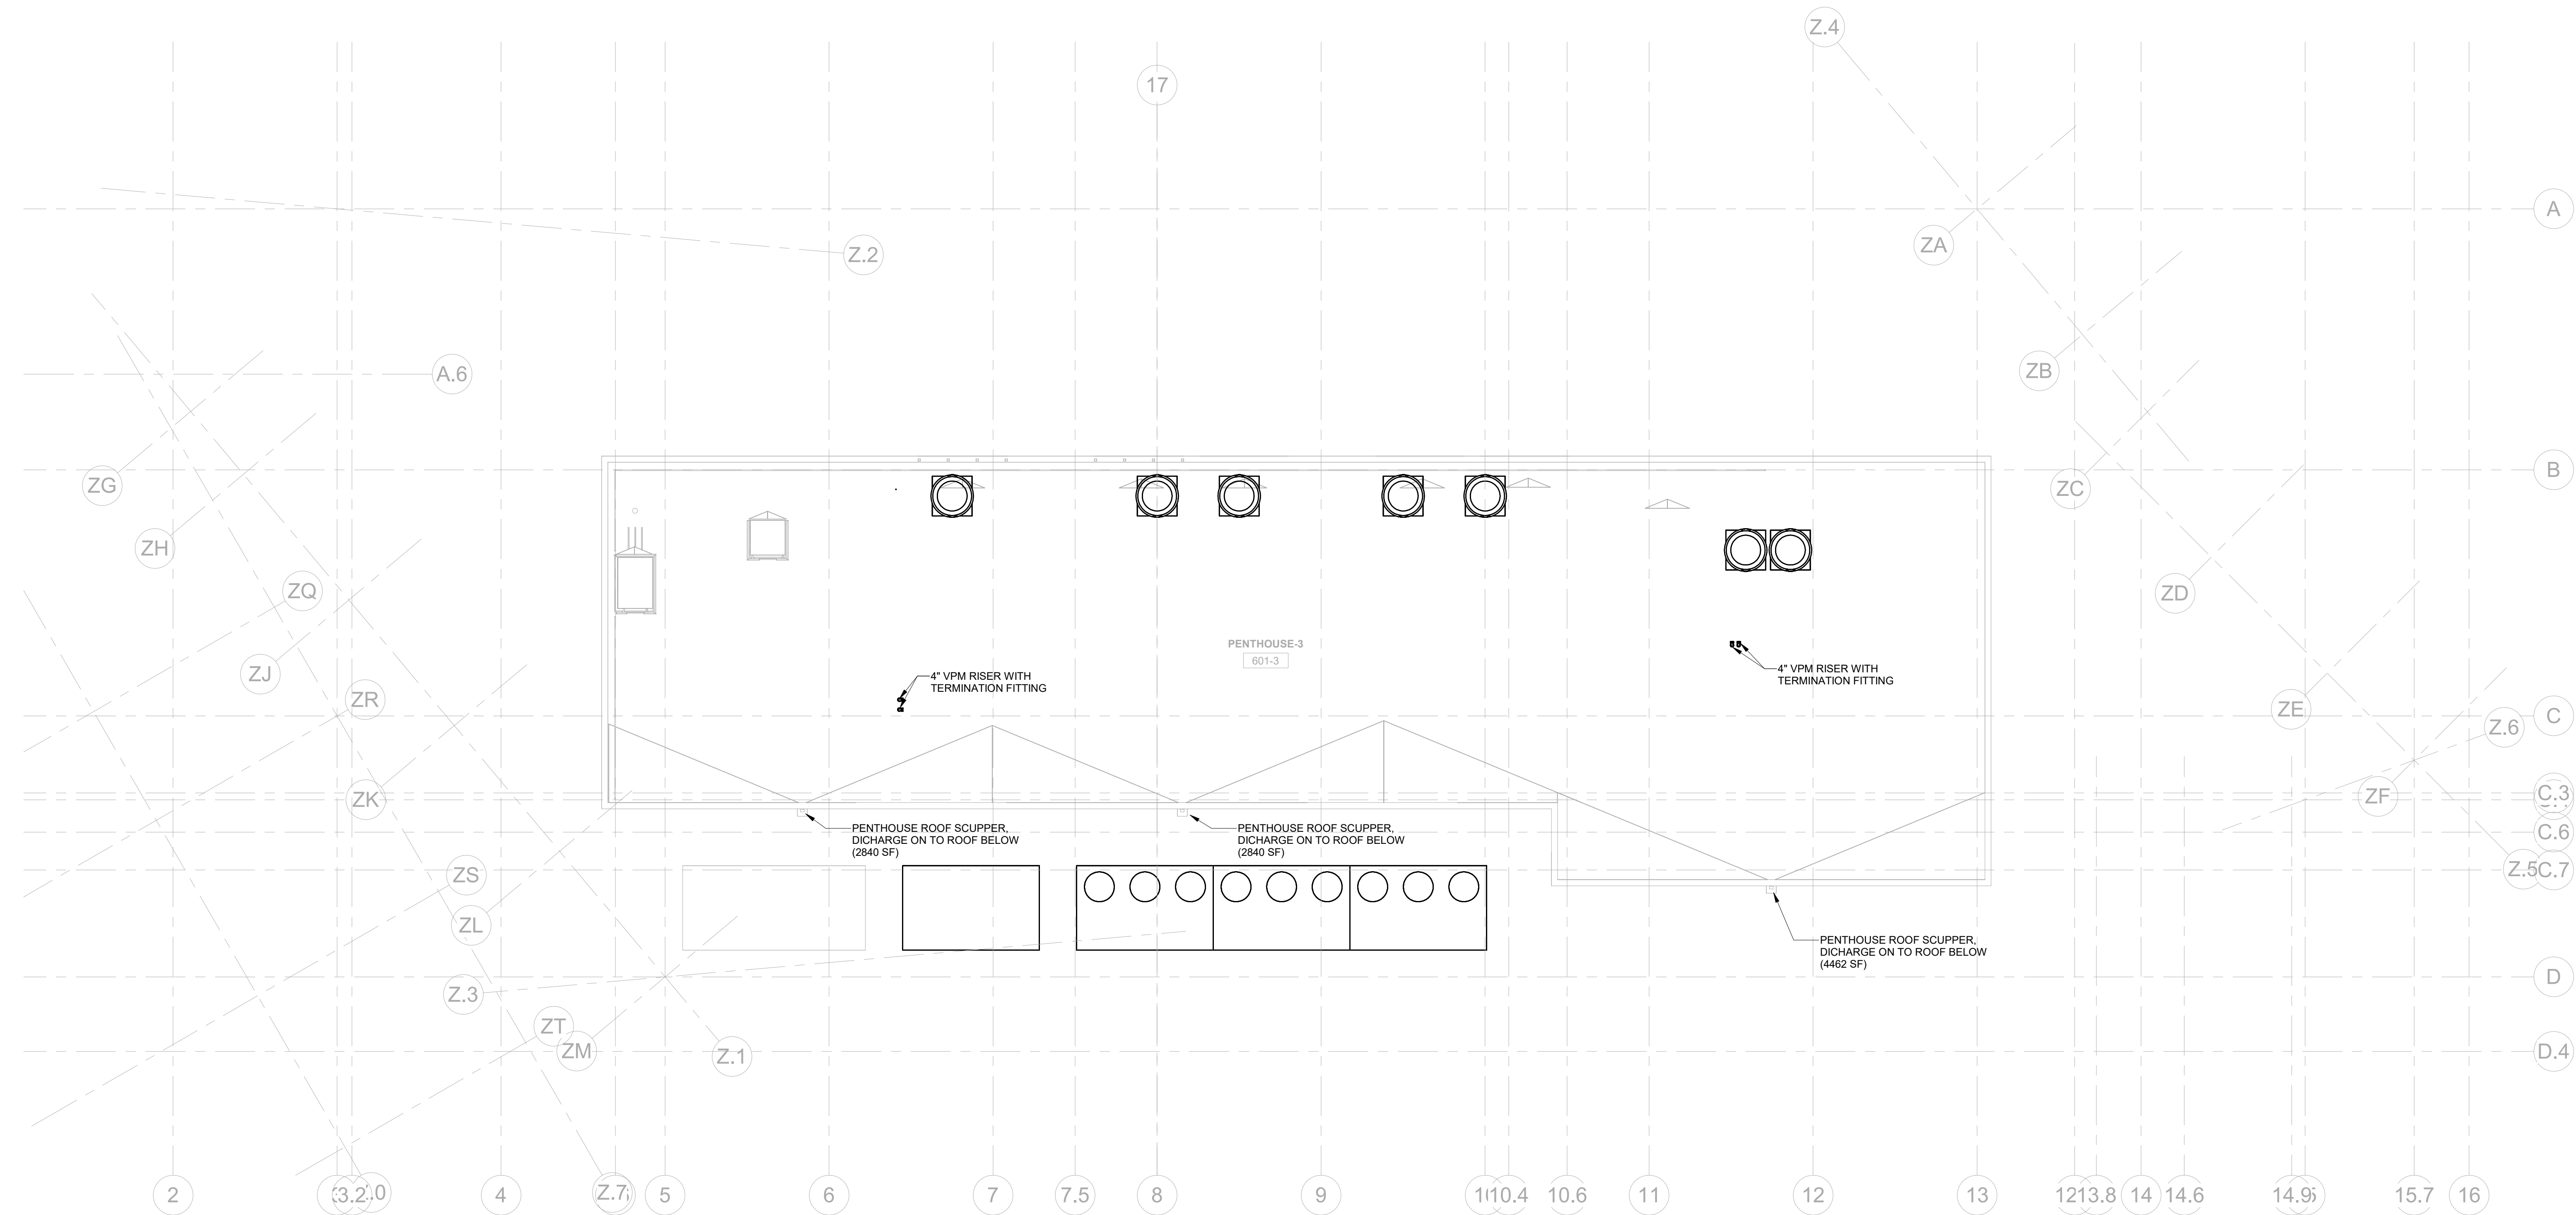 Z.4
17
A
ZA
Z.2
ZB
A.6
B
ZG
ZC
ZH
ZQ
ZD
PENTHOUSE-3
601-3
4" VPM RISER WITH
TERMINATION FITTING
4" VPM RISER WITH
TERMINATION FITTING
ZJ
ZR
ZE
C
Z.6
ZK
ZF
C.3
PENTHOUSE ROOF SCUPPER,
DICHARGE ON TO ROOF BELOW
(2840 SF)
PENTHOUSE ROOF SCUPPER,
DICHARGE ON TO ROOF BELOW
(2840 SF)
C.6
ZS
Z.5
C.7
ZL
PENTHOUSE ROOF SCUPPER,
DICHARGE ON TO ROOF BELOW
(4462 SF)
D
Z.3
ZT
ZM
Z.1
D.4
2
3.2
4
Z.7
5
6
7
7.5
8
9
10.4
10.6
11
12
13
13.8
14
14.6
14.9
15.7
16